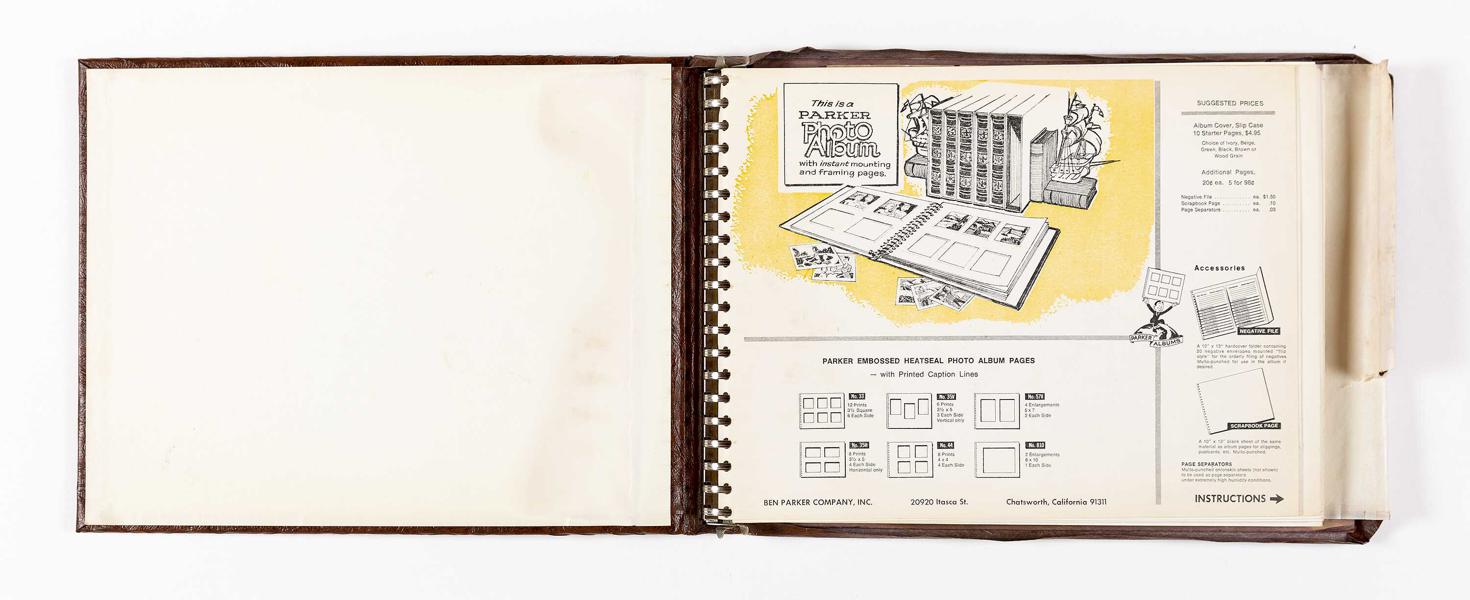 This is a
PARKER
Photo
Album
with instant mounting
and framing pages.
SUGGESTED PRICES
Album Cover, Slip Case
10 Starter Pages, $4.95
Choice of Ivory, Beige,
Green, Black, Brown or
Wood Grain
Additional Pages,
20¢ ea. 5 for 98¢
Negative File ............ ea. $1.50
Scrapbook Page .......... ea. .10
Page Separators .......... ea. .05
Accessories
NEGATIVE FILE
A 10" x 13" hardcover folder containing
20 negative envelopes mounted "flip
style" for the orderly filing of negatives
Multo-punched for use in the album if
desired.
SCRAPBOOK PAGE
A 10" x 13" blank sheet of the same
material as album pages for clippings,
postcards, etc. Multo-punched.
PAGE SEPARATORS
Multo-punched onionskin sheets (not shown)
to be used as page separators
under extremely high humidity conditions.
INSTRUCTIONS
PARKER ALBUMS
PARKER EMBOSSED HEATSEAL PHOTO ALBUM PAGES
— with Printed Caption Lines
No. 33
12 Prints
3½ Square
6 Each Side
No. 35V
6 Prints
3½ x 5
3 Each Side
Vertical only
No. 57H
4 Enlargements
5 x 7
2 Each Side
No. 35H
8 Prints
3½ x 5
4 Each Side
Horizontal only
No. 44
8 Prints
4 x 4
4 Each Side
No. 810
2 Enlargements
8 x 10
1 Each Side
BEN PARKER COMPANY, INC. 20920 Itasca St. Chatsworth, California 91311